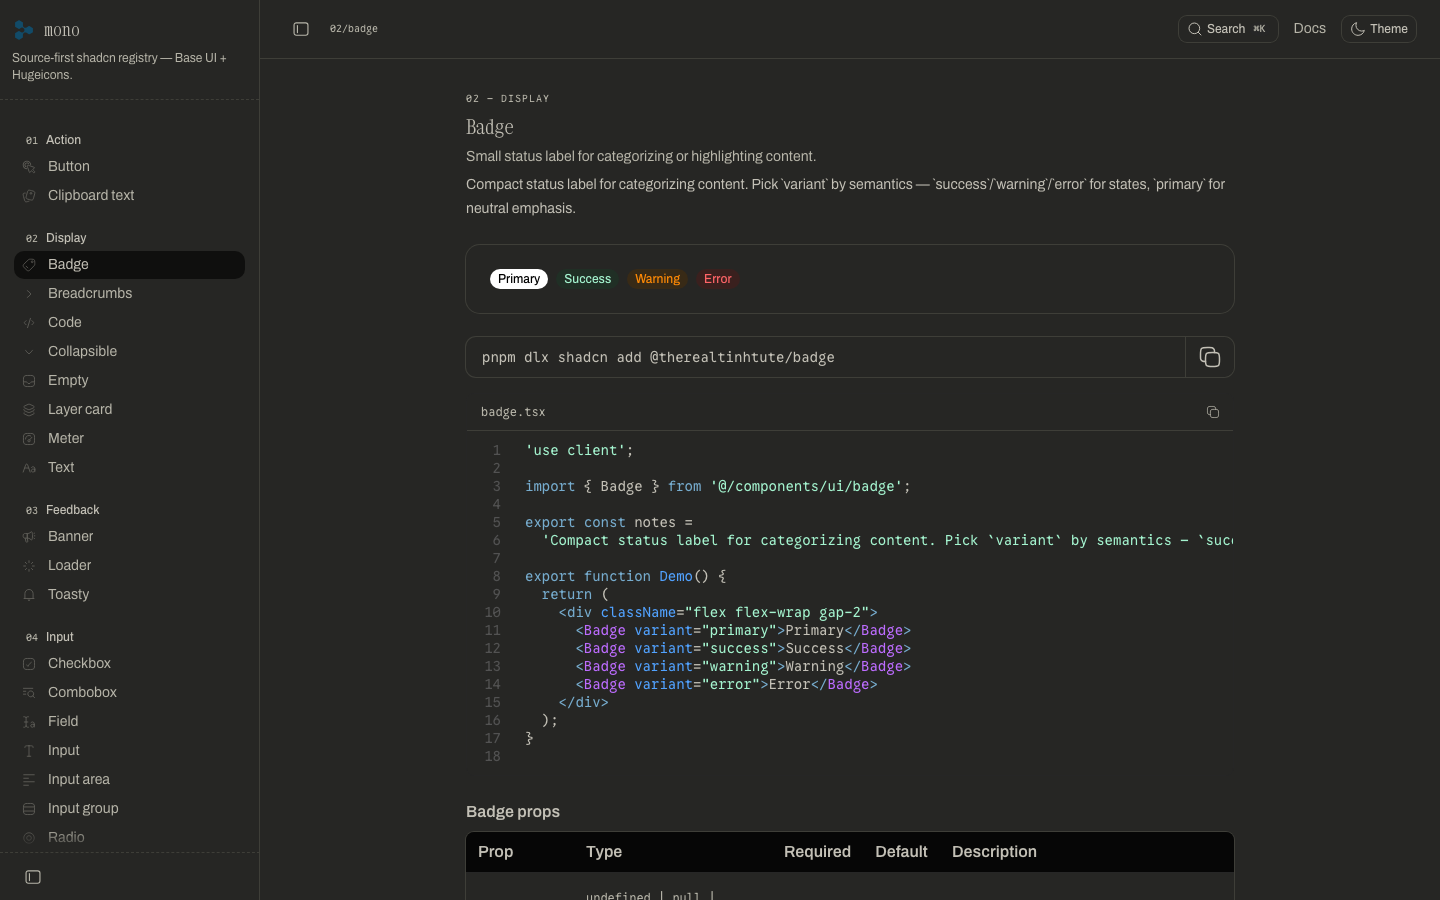 mono
Source-first shadcn registry — Base UI +
Hugeicons.
01 Action
Button
Clipboard text
02 Display
Badge
Breadcrumbs
Code
Collapsible
Empty
Layer card
Meter
Text
03 Feedback
Banner
Loader
Toasty
04 Input
Checkbox
Combobox
Field
Input
Input area
Input group
Radio
02/badge
Search ⌘K
Docs
Theme
02 — DISPLAY
Badge
Small status label for categorizing or highlighting content.
Compact status label for categorizing content. Pick `variant` by semantics — `success`/`warning`/`error` for states, `primary` for
neutral emphasis.
Primary Success Warning Error
pnpm dlx shadcn add @therealtinhtute/badge
badge.tsx
1 'use client';
2
3 import { Badge } from '@/components/ui/badge';
4
5 export const notes =
6 'Compact status label for categorizing content. Pick `variant` by semantics — `succ
7
8 export function Demo() {
9 return (
10 <div className="flex flex-wrap gap-2">
11 <Badge variant="primary">Primary</Badge>
12 <Badge variant="success">Success</Badge>
13 <Badge variant="warning">Warning</Badge>
14 <Badge variant="error">Error</Badge>
15 </div>
16 );
17 }
18
Badge props
Prop Type Required Default Description
undefined | null |